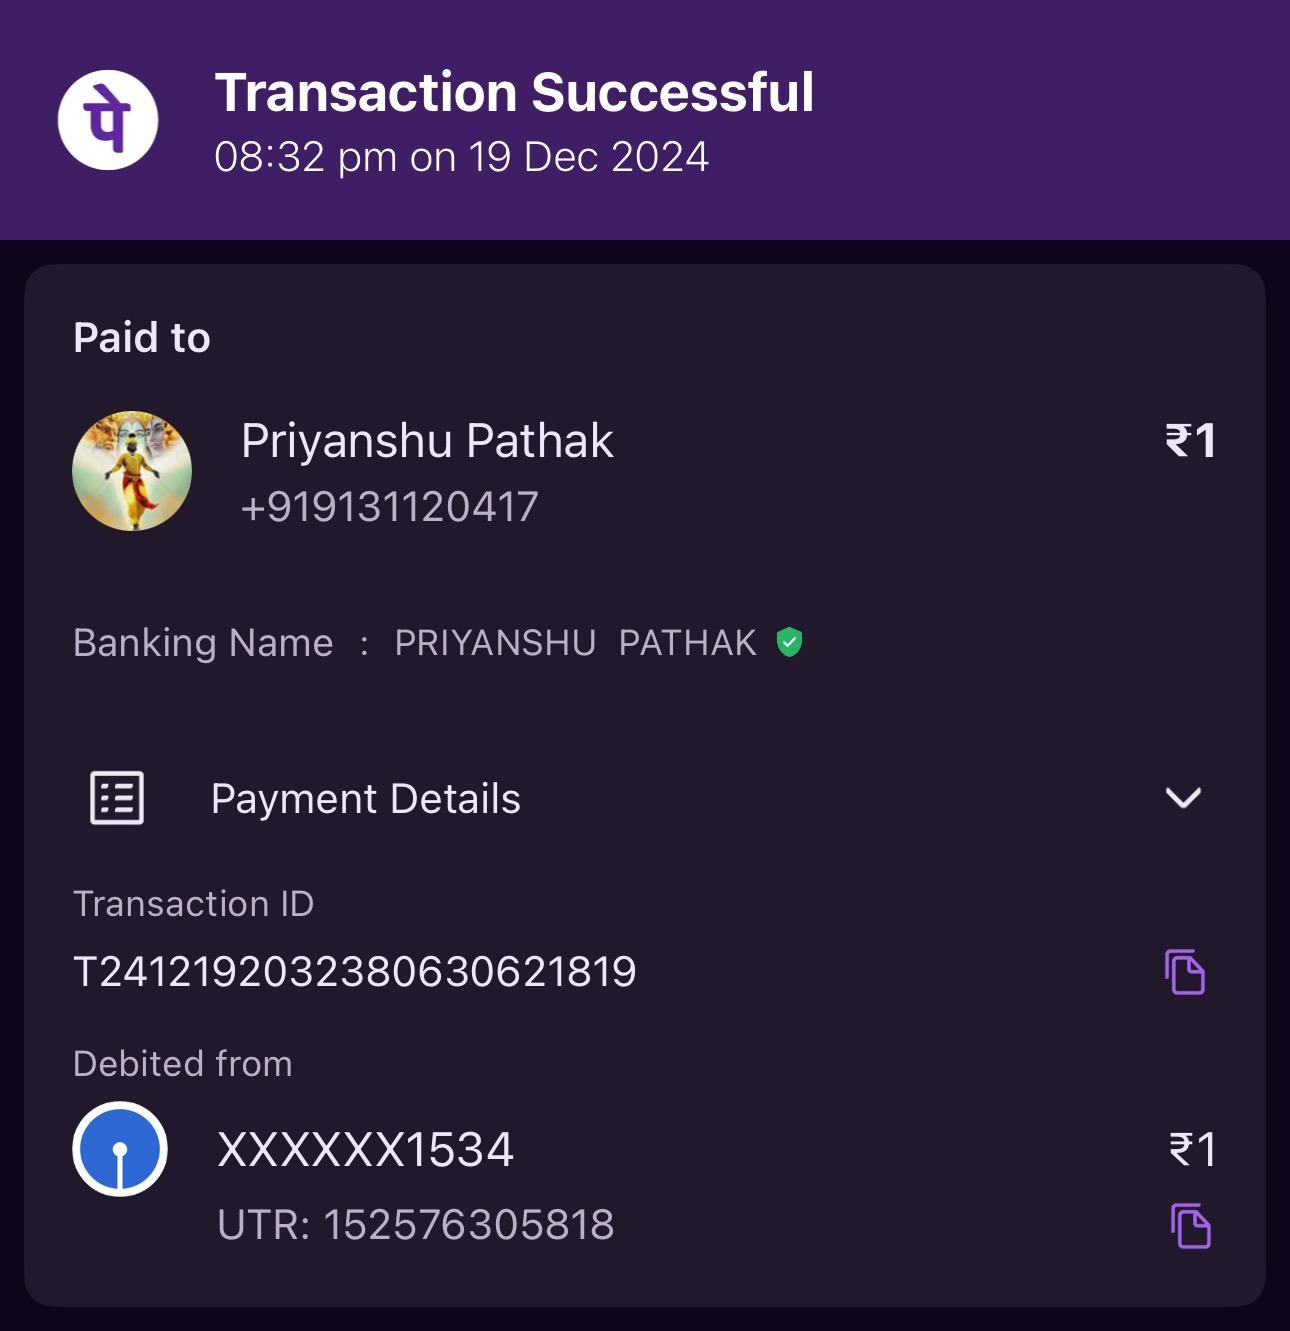 पे
Transaction Successful
08:32 pm on 19 Dec 2024
Paid to
Priyanshu Pathak ₹1
+919131120417
Banking Name : PRIYANSHU PATHAK
Payment Details
Transaction ID
T2412192032380630621819
Debited from
XXXXXX1534 ₹1
UTR: 152576305818